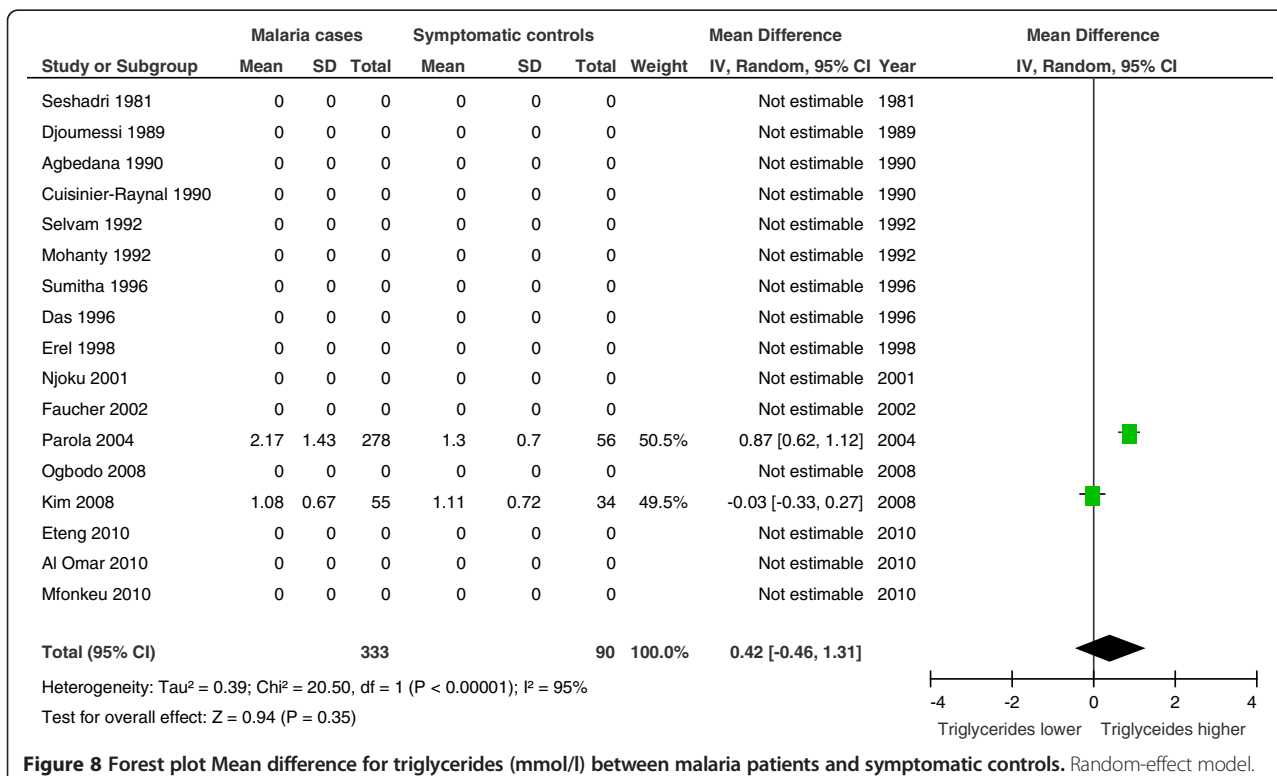 Malaria cases Symptomatic controls Mean Difference Mean Difference
Study or Subgroup Mean SD Total Mean SD Total Weight IV, Random, 95% CI Year IV, Random, 95% CI
Seshadri 1981 0 0 0 0 0 0 Not estimable 1981
Djoumessi 1989 0 0 0 0 0 0 Not estimable 1989
Agbedana 1990 0 0 0 0 0 0 Not estimable 1990
Cuisinier-Raynal 1990 0 0 0 0 0 0 Not estimable 1990
Selvam 1992 0 0 0 0 0 0 Not estimable 1992
Mohanty 1992 0 0 0 0 0 0 Not estimable 1992
Sumitha 1996 0 0 0 0 0 0 Not estimable 1996
Das 1996 0 0 0 0 0 0 Not estimable 1996
Erel 1998 0 0 0 0 0 0 Not estimable 1998
Njoku 2001 0 0 0 0 0 0 Not estimable 2001
Faucher 2002 0 0 0 0 0 0 Not estimable 2002
Parola 2004 2.17 1.43 278 1.3 0.7 56 50.5% 0.87 [0.62, 1.12] 2004
Ogbodo 2008 0 0 0 0 0 0 Not estimable 2008
Kim 2008 1.08 0.67 55 1.11 0.72 34 49.5% -0.03 [-0.33, 0.27] 2008
Eteng 2010 0 0 0 0 0 0 Not estimable 2010
Al Omar 2010 0 0 0 0 0 0 Not estimable 2010
Mfonkeu 2010 0 0 0 0 0 0 Not estimable 2010
Total (95% CI) 333 90 100.0% 0.42 [-0.46, 1.31]
Heterogeneity: Tau² = 0.39; Chi² = 20.50, df = 1 (P < 0.00001); I² = 95%
Test for overall effect: Z = 0.94 (P = 0.35)
-4 -2 0 2 4
Triglycerides lower Triglyceides higher
Figure 8 Forest plot Mean difference for triglycerides (mmol/l) between malaria patients and symptomatic controls. Random-effect model.